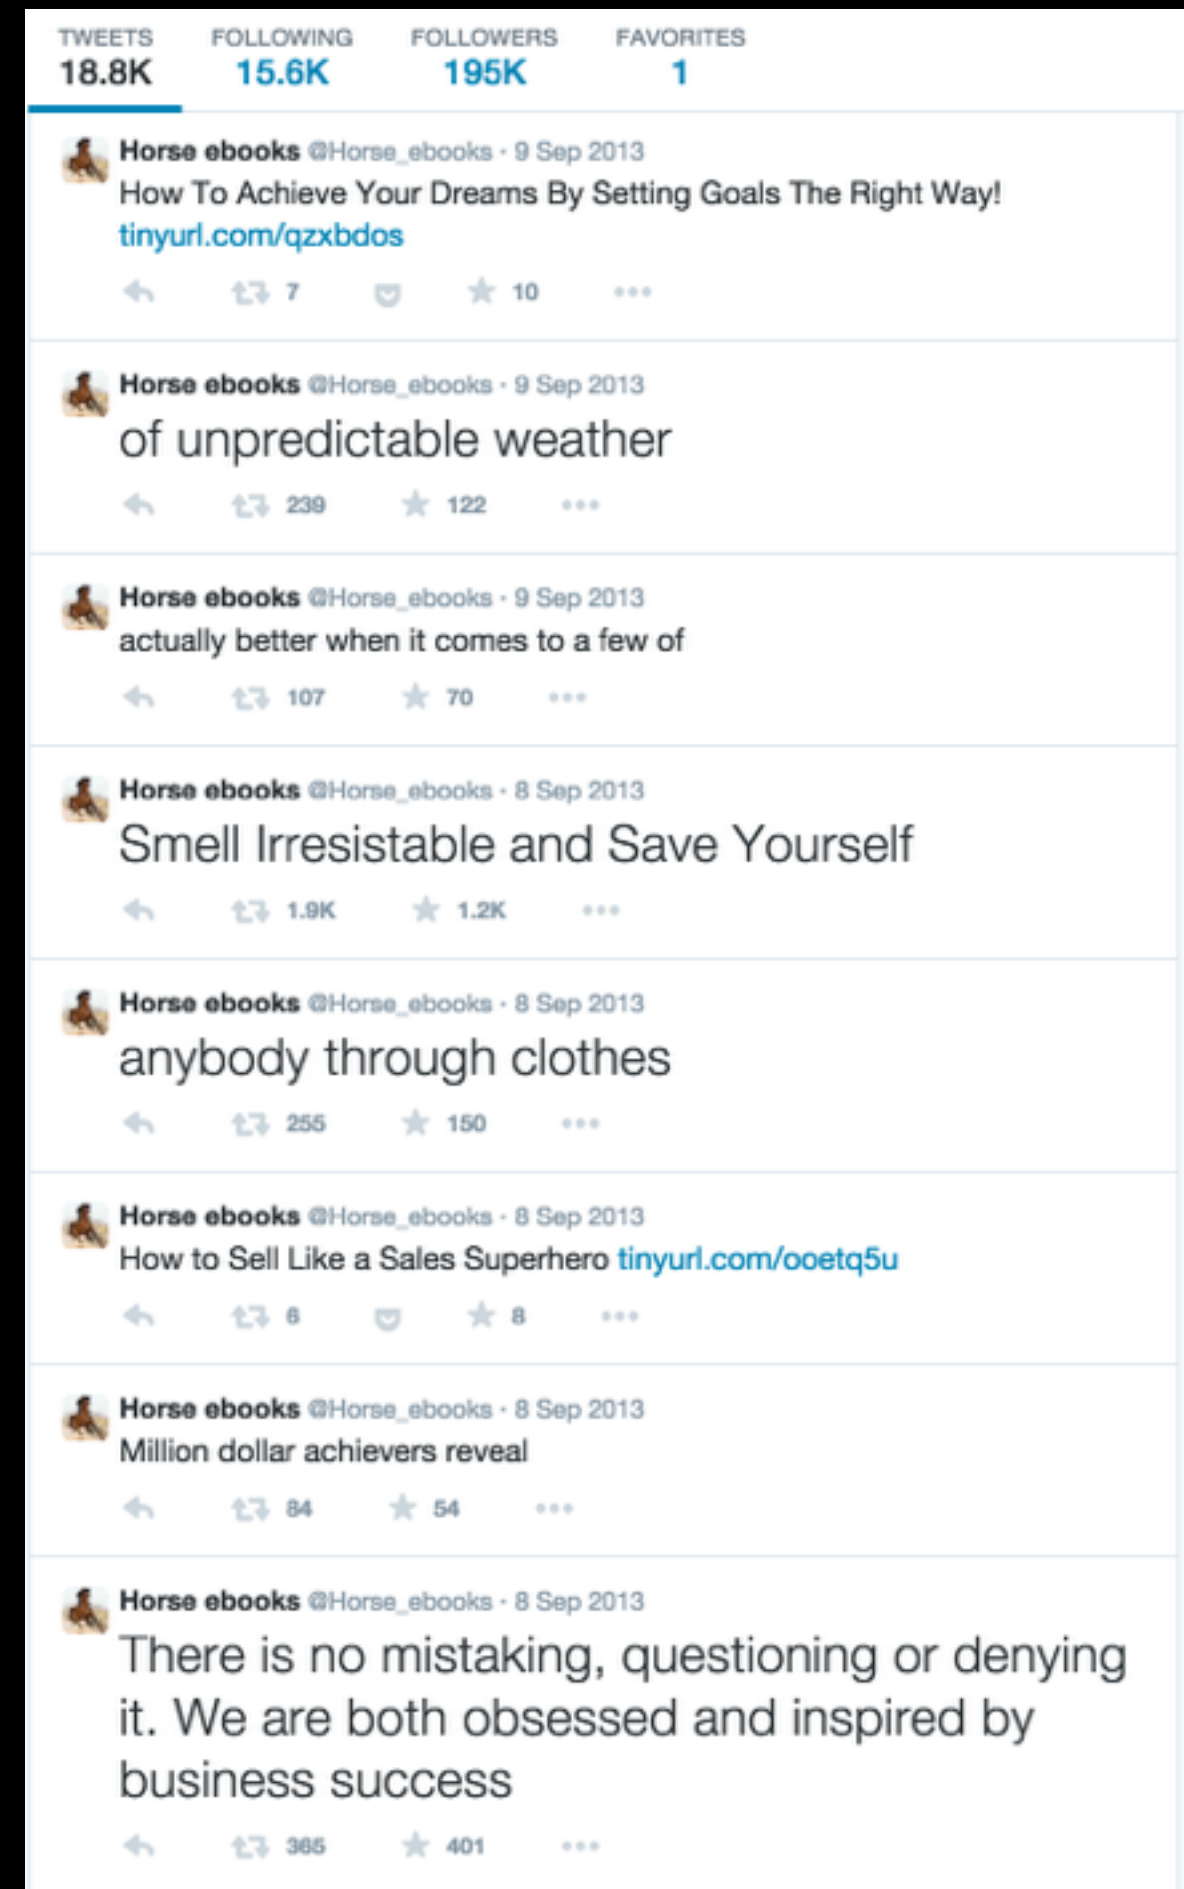 TWEETS FOLLOWING FOLLOWERS FAVORITES
18.8K 15.6K 195K 1
Horse ebooks @Horse_ebooks · 9 Sep 2013
How To Achieve Your Dreams By Setting Goals The Right Way!
tinyurl.com/qzxbdos
7 10
Horse ebooks @Horse_ebooks · 9 Sep 2013
of unpredictable weather
239 122
Horse ebooks @Horse_ebooks · 9 Sep 2013
actually better when it comes to a few of
107 70
Horse ebooks @Horse_ebooks · 8 Sep 2013
Smell Irresistable and Save Yourself
1.9K 1.2K
Horse ebooks @Horse_ebooks · 8 Sep 2013
anybody through clothes
255 150
Horse ebooks @Horse_ebooks · 8 Sep 2013
How to Sell Like a Sales Superhero tinyurl.com/ooetq5u
6 8
Horse ebooks @Horse_ebooks · 8 Sep 2013
Million dollar achievers reveal
84 54
Horse ebooks @Horse_ebooks · 8 Sep 2013
There is no mistaking, questioning or denying
it. We are both obsessed and inspired by
business success
365 401